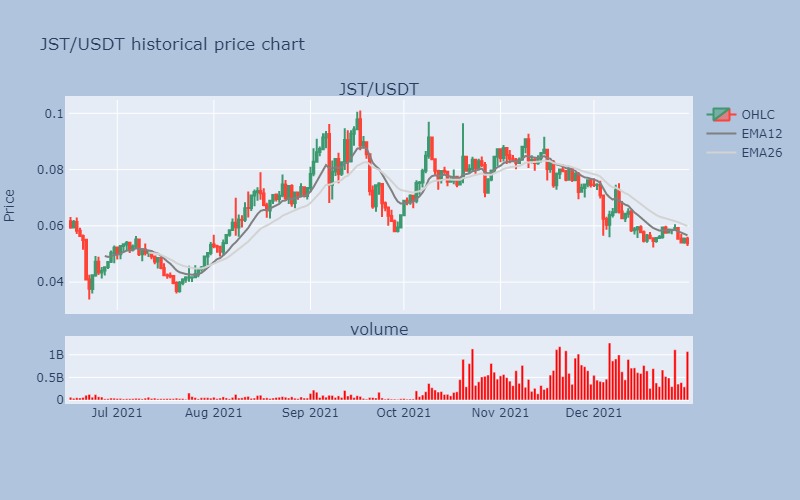 JST/USDT historical price chart
JST/USDT
OHLC
EMA12
EMA26
Price
0.1
0.08
0.06
0.04
volume
1B
0.5B
0
Jul 2021 Aug 2021 Sep 2021 Oct 2021 Nov 2021 Dec 2021